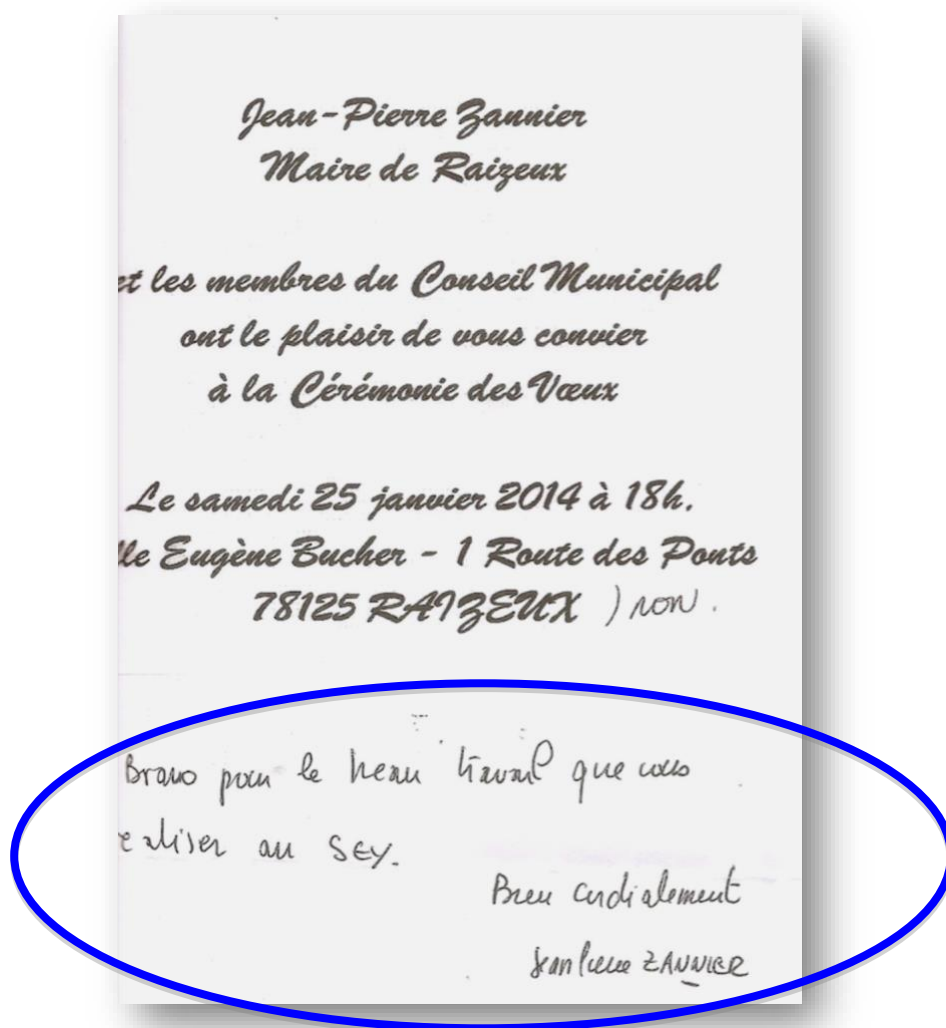 Jean-Pierre Zannier
Maire de Raizeux
et les membres du Conseil Municipal
ont le plaisir de vous convier
à la Cérémonie des Vœux
Le samedi 25 janvier 2014 à 18h.
lle Eugène Bucher - 1 Route des Ponts
78125 RAIZEUX ) non.
Bravo pour le beau travail que vous
ealiser au SEY.
Bien cordialement
Jean Pierre ZANNIER